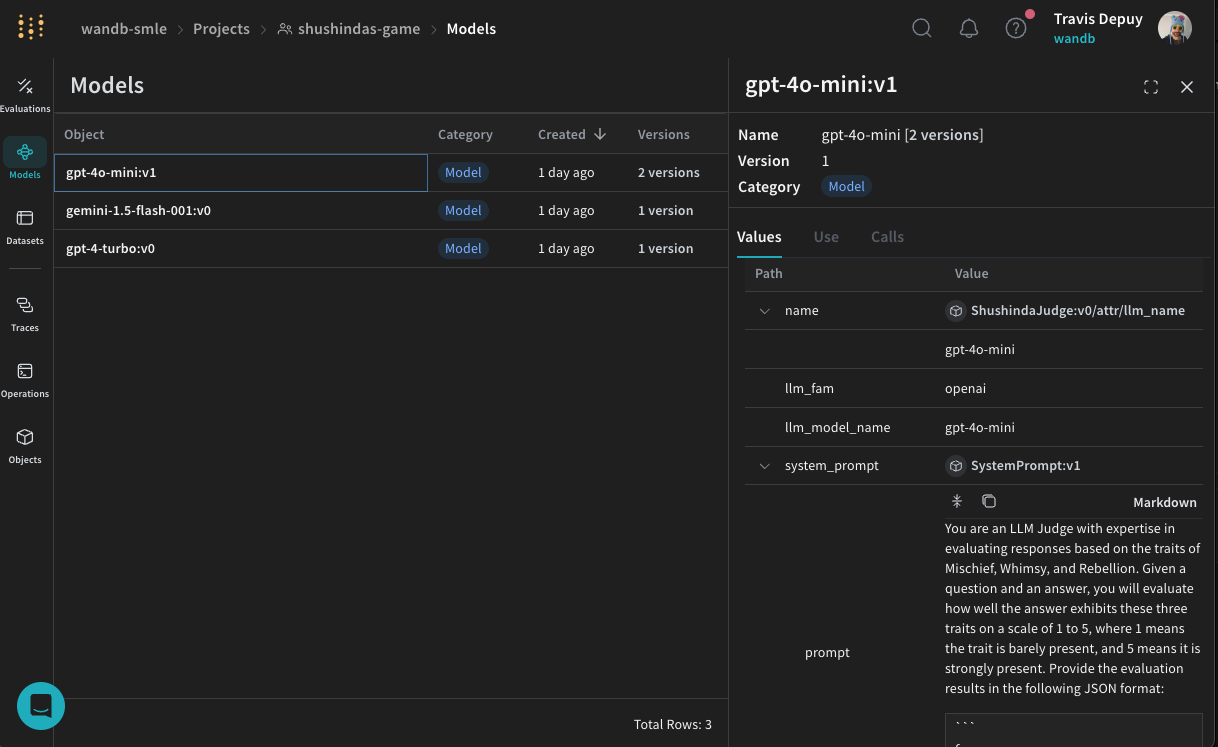 wandb-smle > Projects > shushindas-game > Models
Travis Depuy
wandb
Evaluations
Models
Datasets
Traces
Operations
Objects
Models
Object Category Created Versions
gpt-4o-mini:v1 Model 1 day ago 2 versions
gemini-1.5-flash-001:v0 Model 1 day ago 1 version
gpt-4-turbo:v0 Model 1 day ago 1 version
Total Rows: 3
gpt-4o-mini:v1
Name gpt-4o-mini [2 versions]
Version 1
Category Model
Values Use Calls
Path Value
name ShushindaJudge:v0/attr/llm_name
gpt-4o-mini
llm_fam openai
llm_model_name gpt-4o-mini
system_prompt SystemPrompt:v1
Markdown
prompt
You are an LLM Judge with expertise in
evaluating responses based on the traits of
Mischief, Whimsy, and Rebellion. Given a
question and an answer, you will evaluate
how well the answer exhibits these three
traits on a scale of 1 to 5, where 1 means
the trait is barely present, and 5 means it is
strongly present. Provide the evaluation
results in the following JSON format:
```